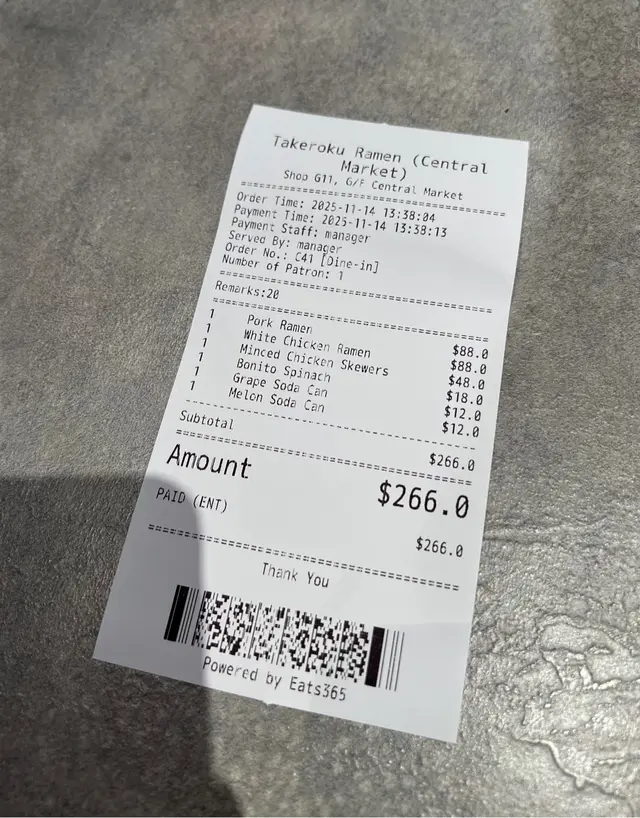 Takeroku Ramen (Central
Market)
Shop G11, G/F Central Market
Order Time: 2025-11-14 13:38:04
Payment Time: 2025-11-14 13:38:13
Payment Staff: manager
Served By: manager
Order No.: C41 [Dine-in]
Number of Patron: 1
Remarks:20
1 Pork Ramen $88.0
1 White Chicken Ramen $88.0
1 Minced Chicken Skewers $48.0
1 Bonito Spinach $18.0
1 Grape Soda Can $12.0
1 Melon Soda Can $12.0
Subtotal $266.0
Amount $266.0
PAID (ENT) $266.0
Thank You
Powered by Eats365